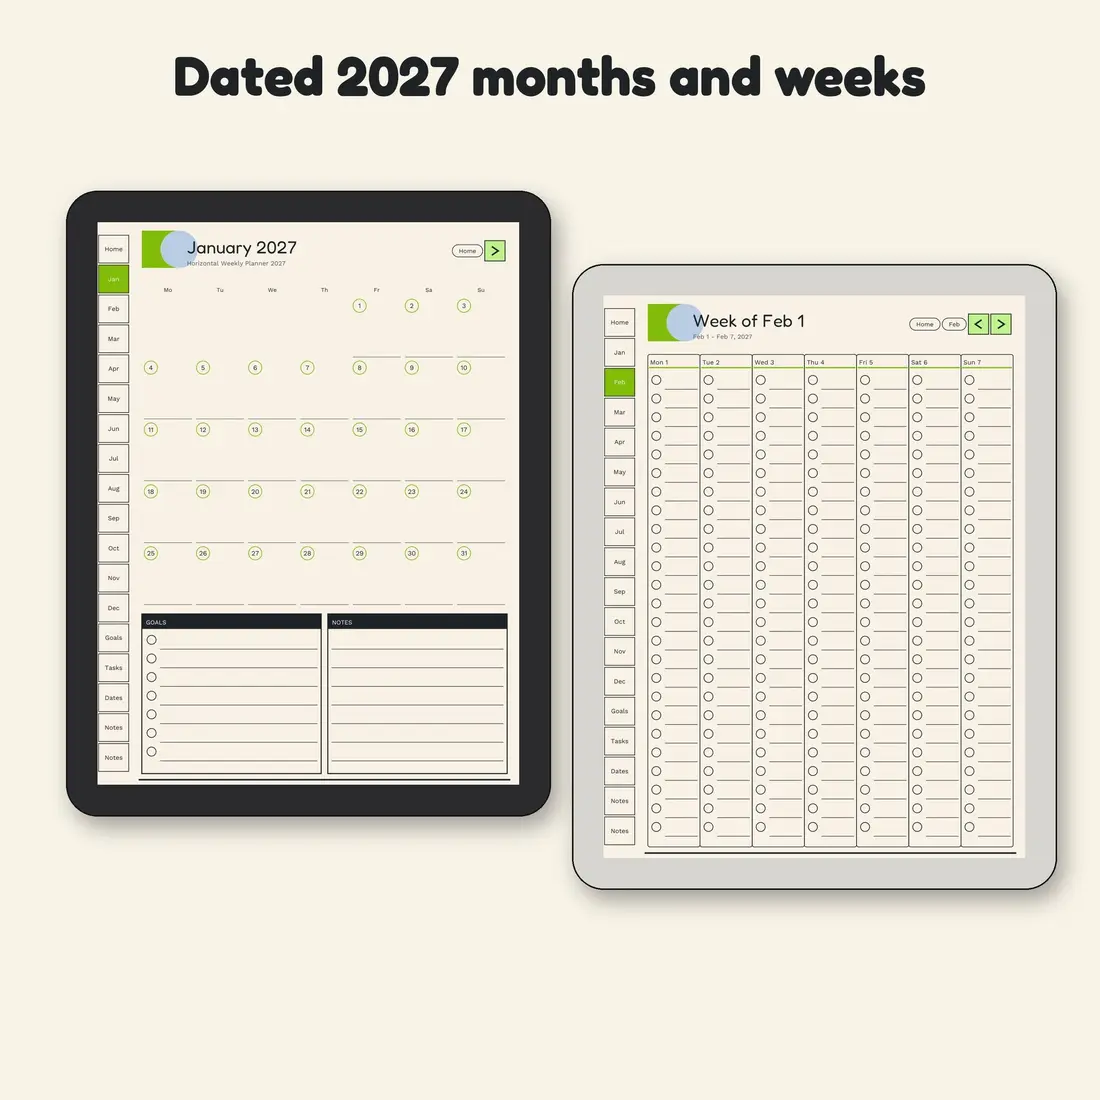 Dated 2027 months and weeks
Home
Jan
Feb
Mar
Apr
May
Jun
Jul
Aug
Sep
Oct
Nov
Dec
Goals
Tasks
Dates
Notes
Notes
January 2027
Horizontal Weekly Planner 2027
Home >
Mo Tu We Th Fr Sa Su
1 2 3
4 5 6 7 8 9 10
11 12 13 14 15 16 17
18 19 20 21 22 23 24
25 26 27 28 29 30 31
GOALS NOTES
Home
Jan
Feb
Mar
Apr
May
Jun
Jul
Aug
Sep
Oct
Nov
Dec
Goals
Tasks
Dates
Notes
Notes
Week of Feb 1
Feb 1 - Feb 7, 2027
Home Feb < >
Mon 1 Tue 2 Wed 3 Thu 4 Fri 5 Sat 6 Sun 7